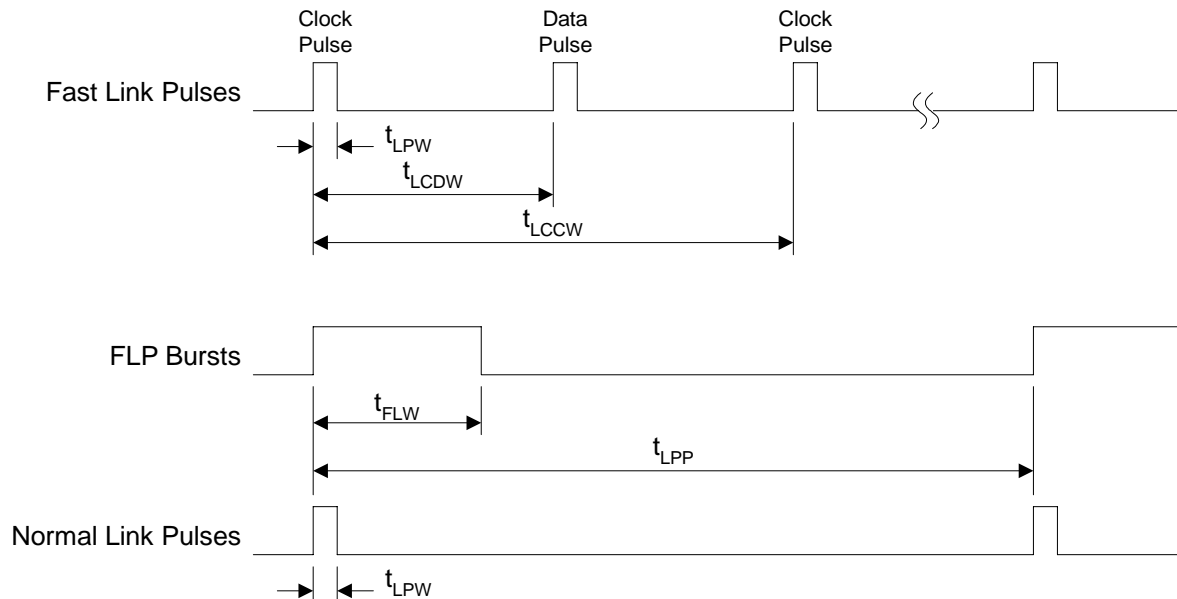 Clock
Pulse
Data
Pulse
Clock
Pulse
Fast Link Pulses
tLPW
tLCDW
tLCCW
FLP Bursts
tFLW
tLPP
Normal Link Pulses
tLPW